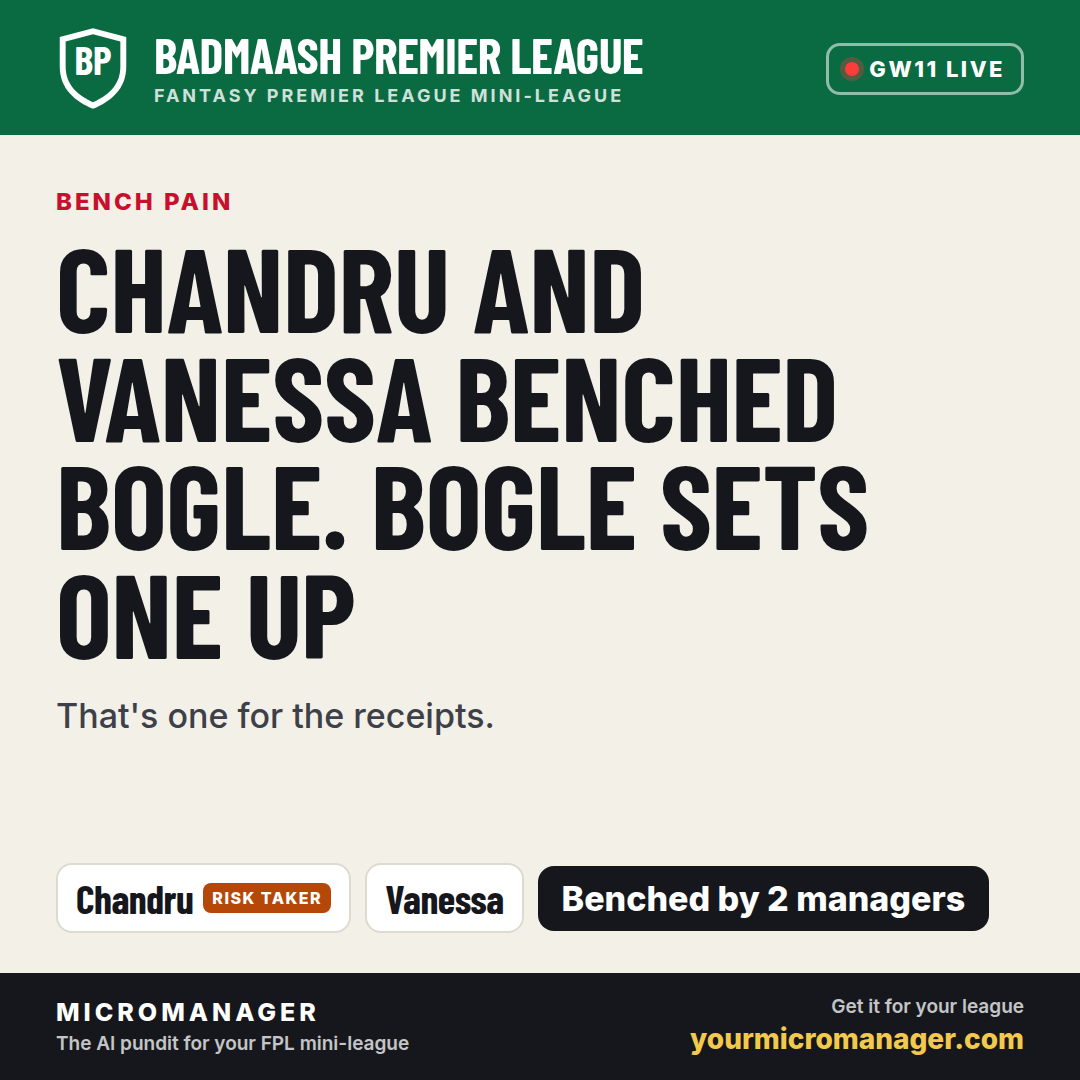 BP
BADMAASH PREMIER LEAGUE
FANTASY PREMIER LEAGUE MINI-LEAGUE
GW11 LIVE
BENCH PAIN
CHANDRU AND
VANESSA BENCHED
BOGLE. BOGLE SETS
ONE UP
That's one for the receipts.
Chandru RISK TAKER Vanessa Benched by 2 managers
MICROMANAGER
The AI pundit for your FPL mini-league
Get it for your league
yourmicromanager.com